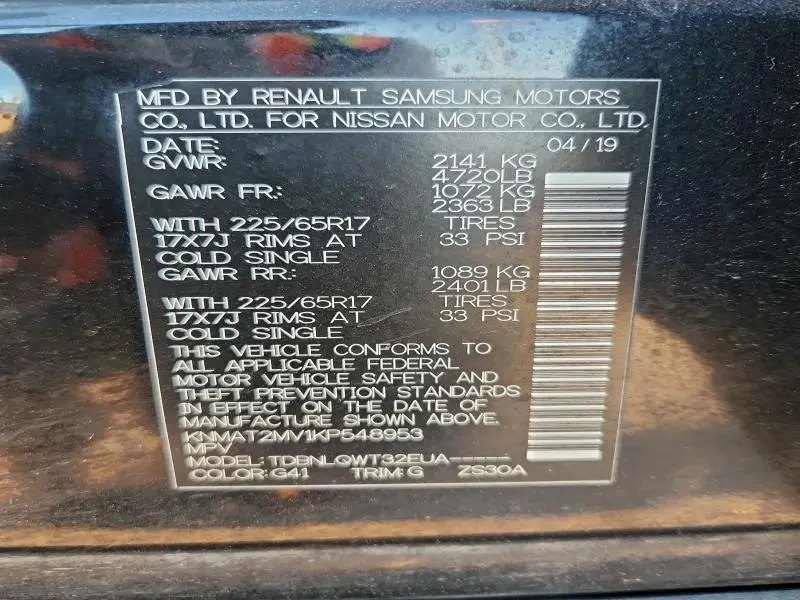 MFD BY RENAULT SAMSUNG MOTORS
CO., LTD. FOR NISSAN MOTOR CO., LTD.
DATE: 04/19
GVWR: 2141 KG
4720LB
GAWR FR.: 1072 KG
2363 LB
WITH 225/65R17 TIRES
17X7J RIMS AT 33 PSI
COLD SINGLE
GAWR RR.: 1089 KG
2401 LB
WITH 225/65R17 TIRES
17X7J RIMS AT 33 PSI
COLD SINGLE
THIS VEHICLE CONFORMS TO
ALL APPLICABLE FEDERAL
MOTOR VEHICLE SAFETY AND
THEFT PREVENTION STANDARDS
IN EFFECT ON THE DATE OF
MANUFACTURE SHOWN ABOVE.
KNMAT2MV1KP548953
MPV
MODEL: TDBNLQWT32EUA-----
COLOR:G41 TRIM:G ZS30A